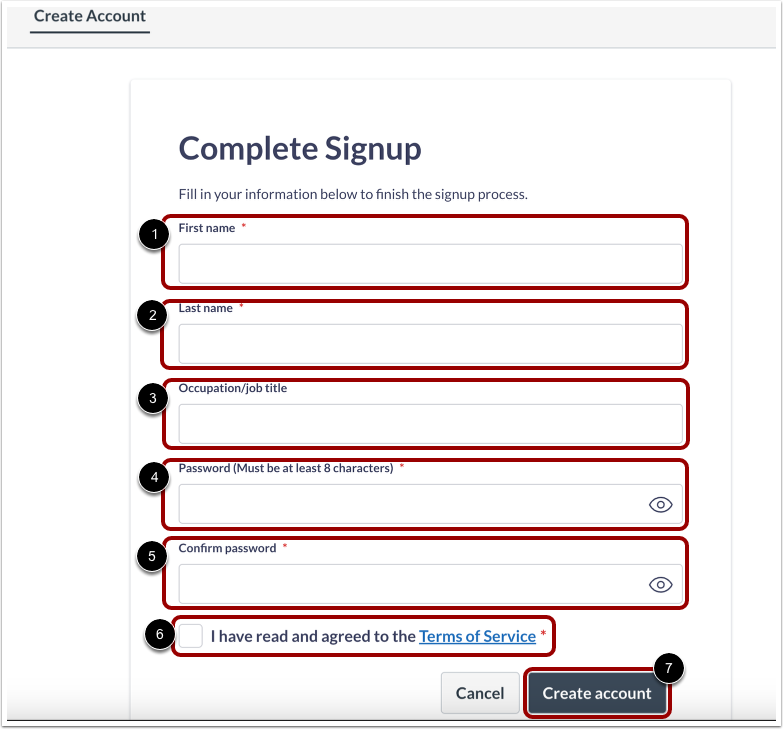 Create Account
Complete Signup
Fill in your information below to finish the signup process.
1 First name *
2 Last name *
3 Occupation/job title
4 Password (Must be at least 8 characters) *
5 Confirm password *
6 I have read and agreed to the Terms of Service *
7
Cancel Create account